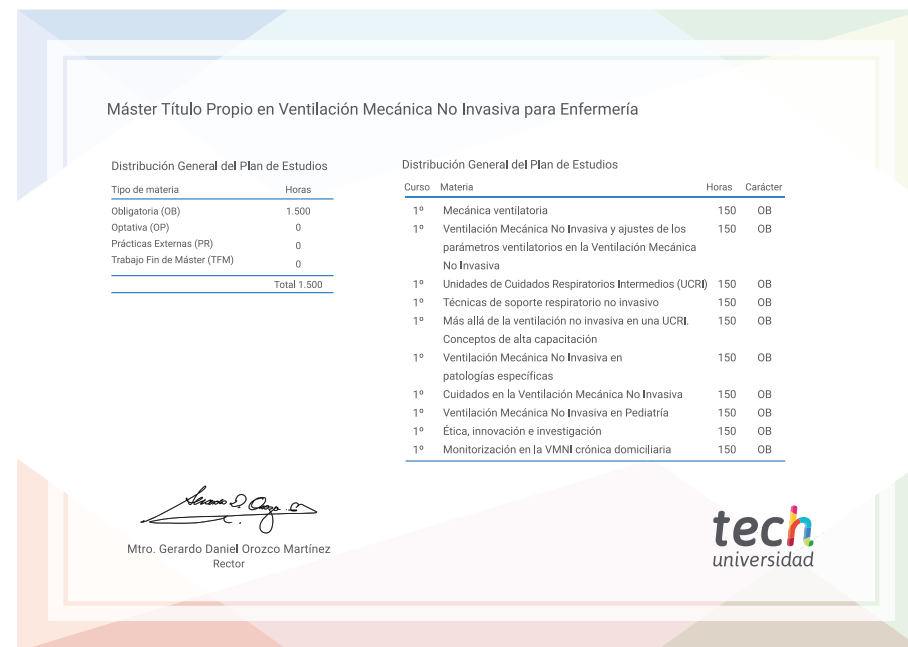 Máster Título Propio en Ventilación Mecánica No Invasiva para Enfermería
Distribución General del Plan de Estudios
Tipo de materia Horas
Obligatoria (OB) 1.500
Optativa (OP) 0
Prácticas Externas (PR) 0
Trabajo Fin de Máster (TFM) 0
Total 1.500
Distribución General del Plan de Estudios
Curso Materia Horas Carácter
1º Mecánica ventilatoria 150 OB
1º Ventilación Mecánica No Invasiva y ajustes de los 150 OB
parámetros ventilatorios en la Ventilación Mecánica
No Invasiva
1º Unidades de Cuidados Respiratorios Intermedios (UCRI) 150 OB
1º Técnicas de soporte respiratorio no invasivo 150 OB
1º Más allá de la ventilación no invasiva en una UCRI. 150 OB
Conceptos de alta capacitación
1º Ventilación Mecánica No Invasiva en 150 OB
patologías específicas
1º Cuidados en la Ventilación Mecánica No Invasiva 150 OB
1º Ventilación Mecánica No Invasiva en Pediatría 150 OB
1º Ética, innovación e investigación 150 OB
1º Monitorización en la VMNI crónica domiciliaria 150 OB
Mtro. Gerardo Daniel Orozco Martínez
Rector
tech
universidad